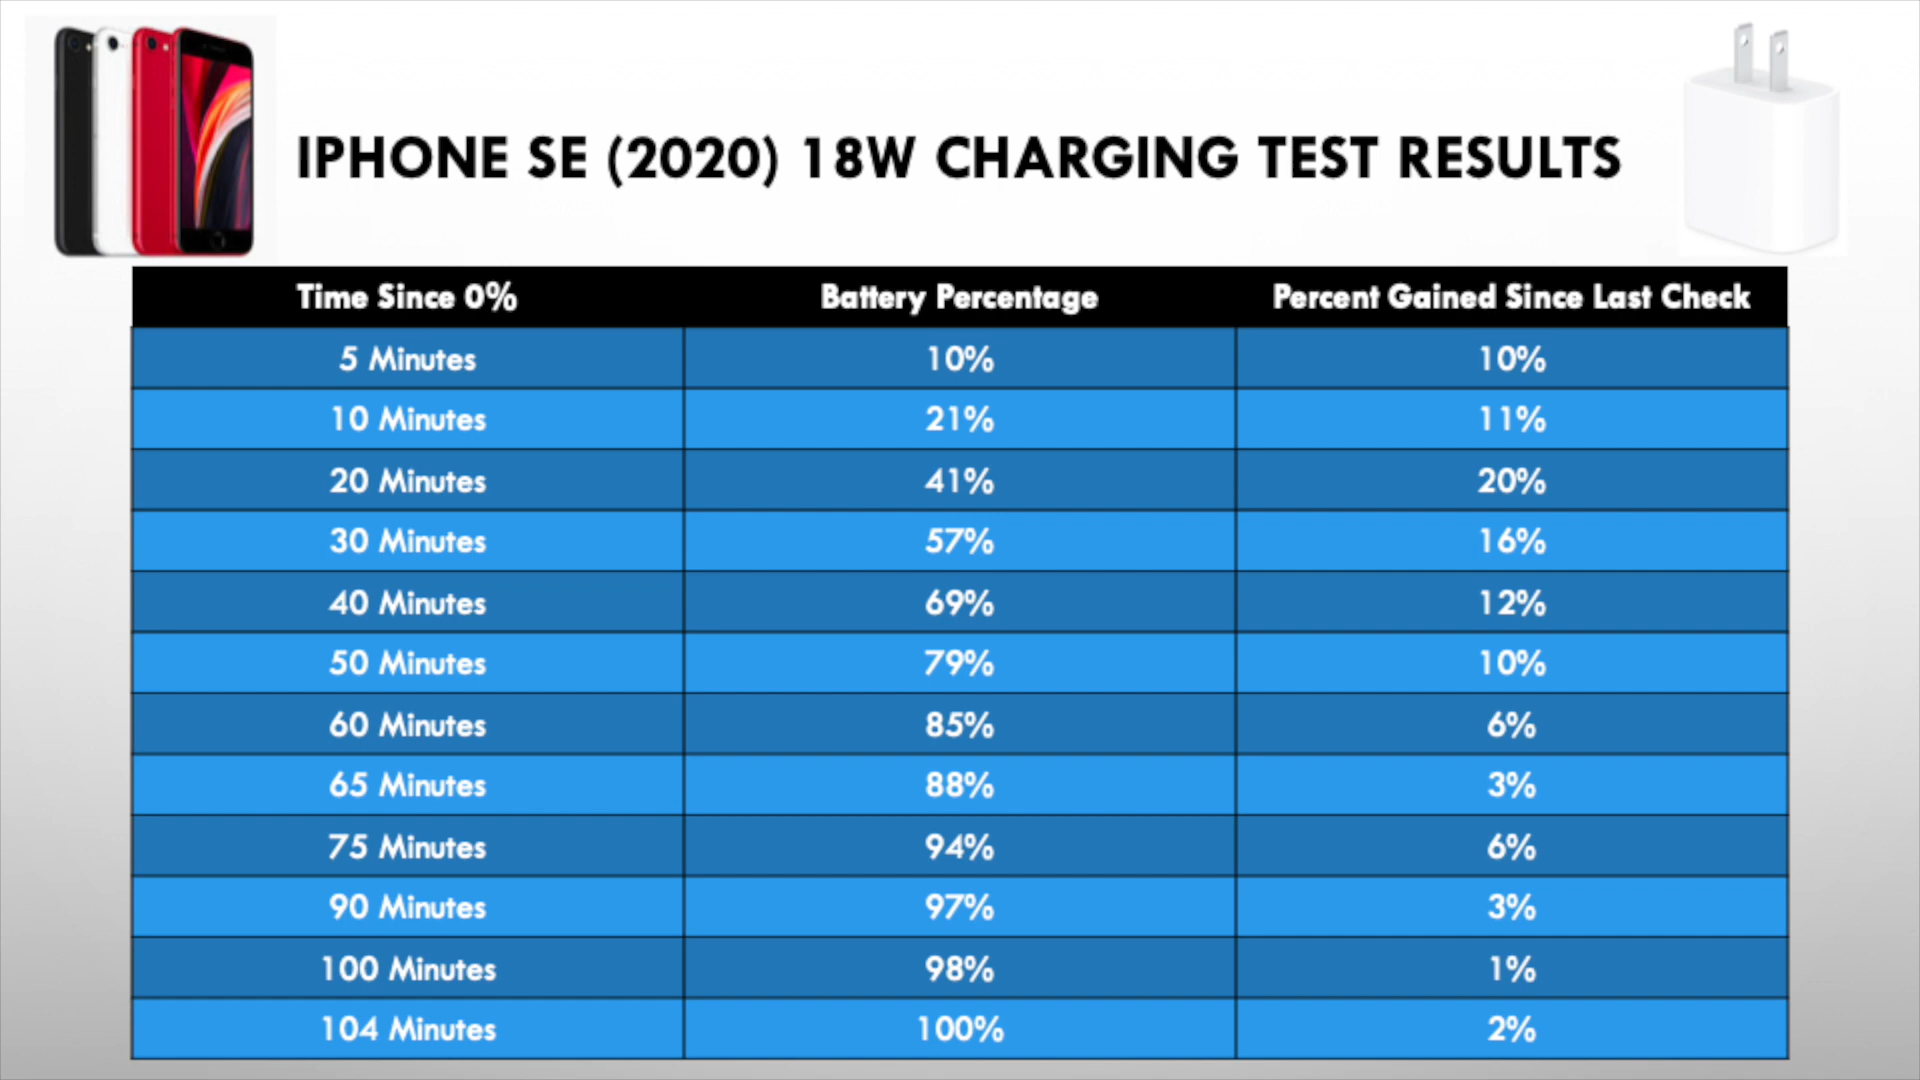 IPHONE SE (2020) 18W CHARGING TEST RESULTS
Time Since 0% Battery Percentage Percent Gained Since Last Check
5 Minutes 10% 10%
10 Minutes 21% 11%
20 Minutes 41% 20%
30 Minutes 57% 16%
40 Minutes 69% 12%
50 Minutes 79% 10%
60 Minutes 85% 6%
65 Minutes 88% 3%
75 Minutes 94% 6%
90 Minutes 97% 3%
100 Minutes 98% 1%
104 Minutes 100% 2%